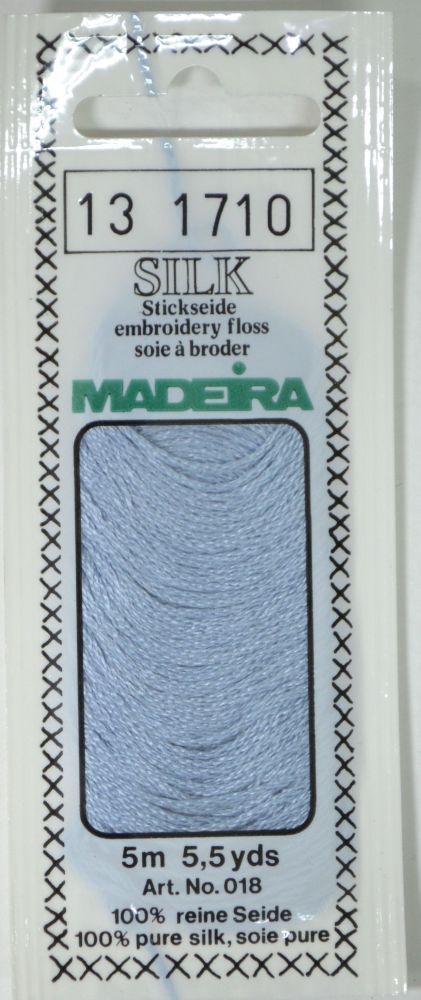 13 1710
SILK
Stickseide
embroidery floss
soie à broder
MADEIRA
5m 5,5 yds
Art. No. 018
100% reine Seide
100% pure silk, soie pure